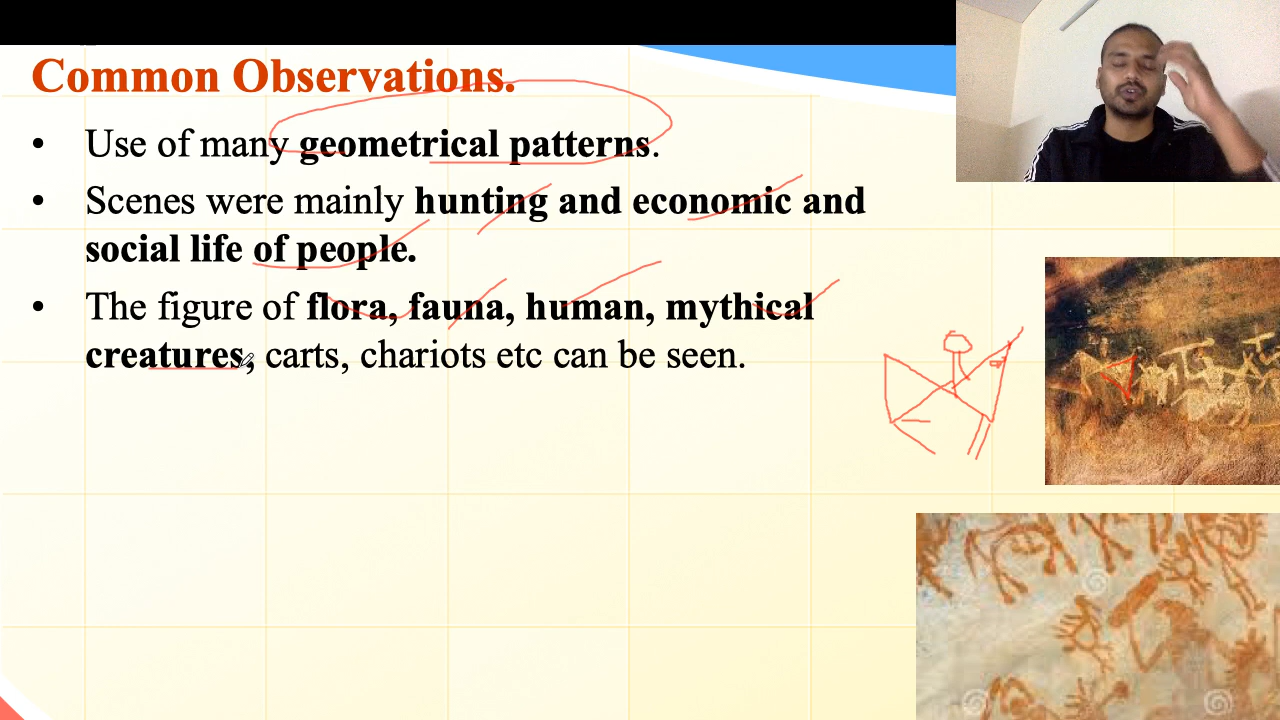 Common Observations.
• Use of many geometrical patterns.
• Scenes were mainly hunting and economic and
social life of people.
• The figure of flora, fauna, human, mythical
creatures, carts, chariots etc can be seen.